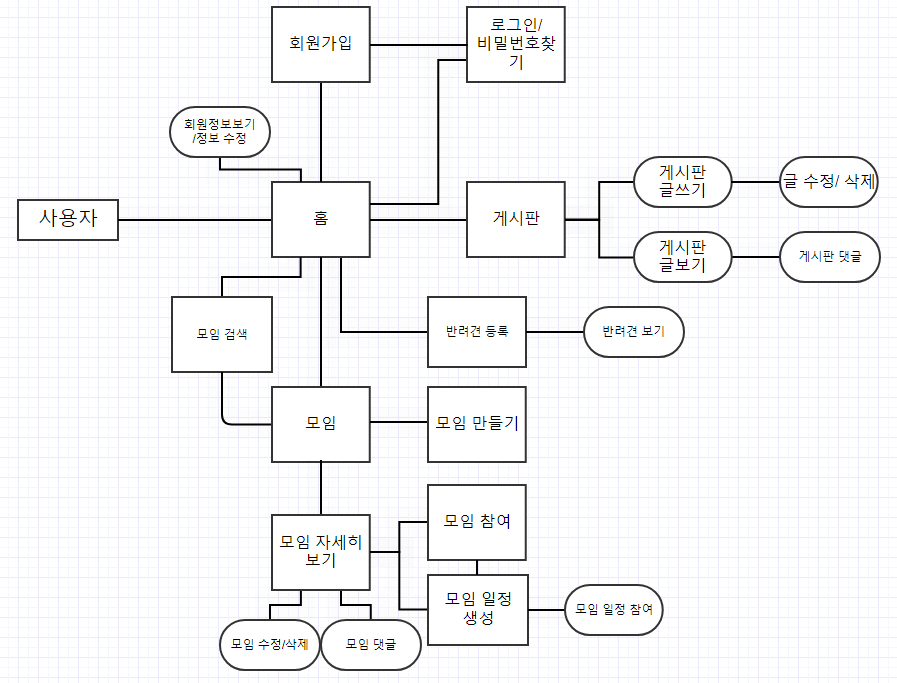 회원가입
로그인/
비밀번호찾
기
회원정보보기
/정보 수정
사용자
홈
게시판
게시판
글쓰기
글 수정/ 삭제
게시판
글보기
게시판 댓글
모임 검색
반려견 등록
반려견 보기
모임
모임 만들기
모임 자세히
보기
모임 참여
모임 일정
생성
모임 일정 참여
모임 수정/삭제
모임 댓글